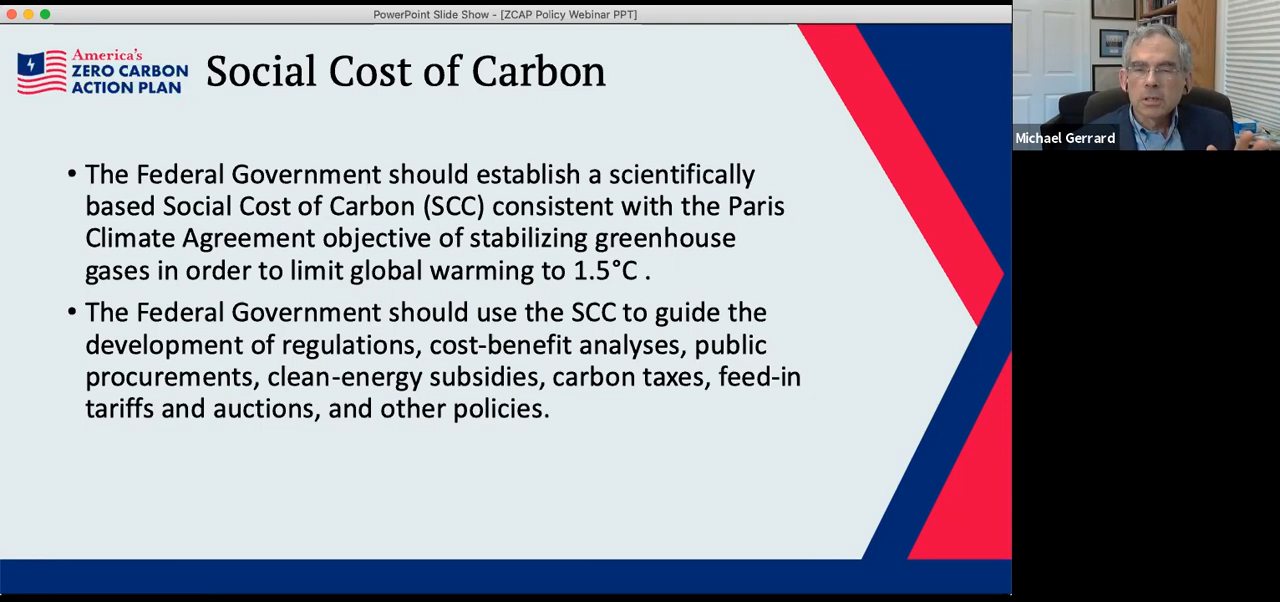 PowerPoint Slide Show - [ZCAP Policy Webinar PPT]
America's
ZERO CARBON
ACTION PLAN
Social Cost of Carbon
• The Federal Government should establish a scientifically
based Social Cost of Carbon (SCC) consistent with the Paris
Climate Agreement objective of stabilizing greenhouse
gases in order to limit global warming to 1.5°C .
• The Federal Government should use the SCC to guide the
development of regulations, cost-benefit analyses, public
procurements, clean-energy subsidies, carbon taxes, feed-in
tariffs and auctions, and other policies.
Michael Gerrard